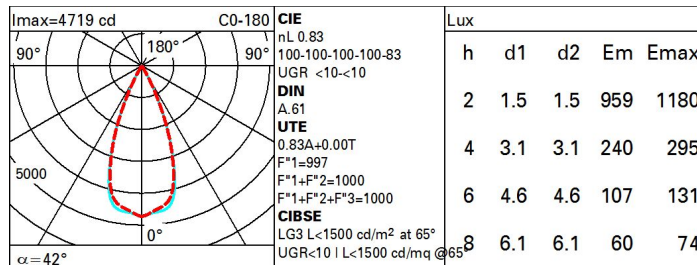 Imax=4719 cd C0-180
90° 180° 90°
5000
0°
α=42°
CIE
nL 0.83
100-100-100-100-83
UGR <10-<10
DIN
A.61
UTE
0.83A+0.00T
F"1=997
F"1+F"2=1000
F"1+F"2+F"3=1000
CIBSE
LG3 L<1500 cd/m² at 65°
UGR<10 | L<1500 cd/mq @65°
Lux
h d1 d2 Em Emax
2 1.5 1.5 959 1180
4 3.1 3.1 240 295
6 4.6 4.6 107 131
8 6.1 6.1 60 74